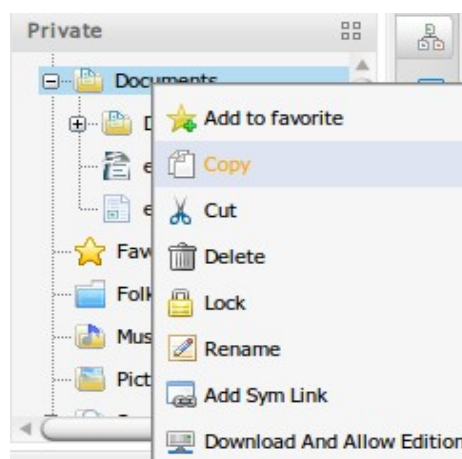 Private
Documents
Add to favorite
Copy
Cut
Delete
Lock
Rename
Add Sym Link
Download And Allow Edition